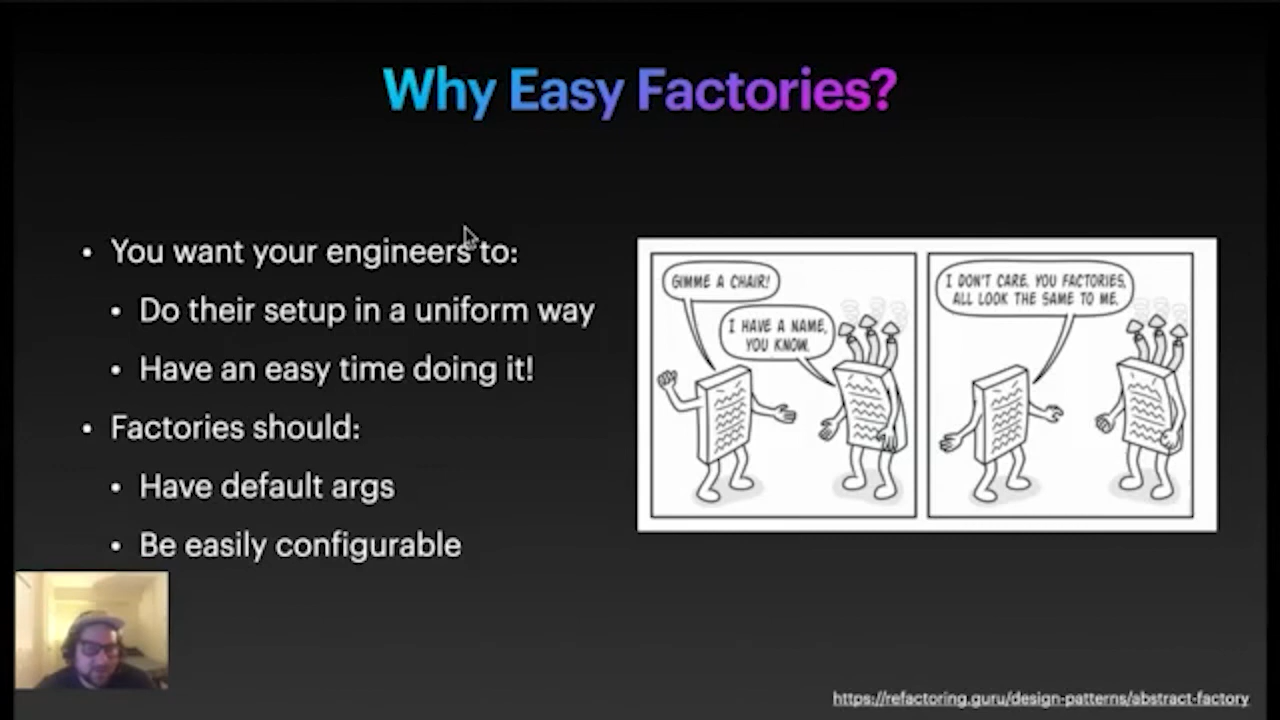 Why Easy Factories?
• You want your engineers to:
• Do their setup in a uniform way
• Have an easy time doing it!
• Factories should:
• Have default args
• Be easily configurable
GIMME A CHAIR!
I HAVE A NAME,
YOU KNOW.
I DON'T CARE. YOU FACTORIES,
ALL LOOK THE SAME TO ME.
https://refactoring.guru/design-patterns/abstract-factory